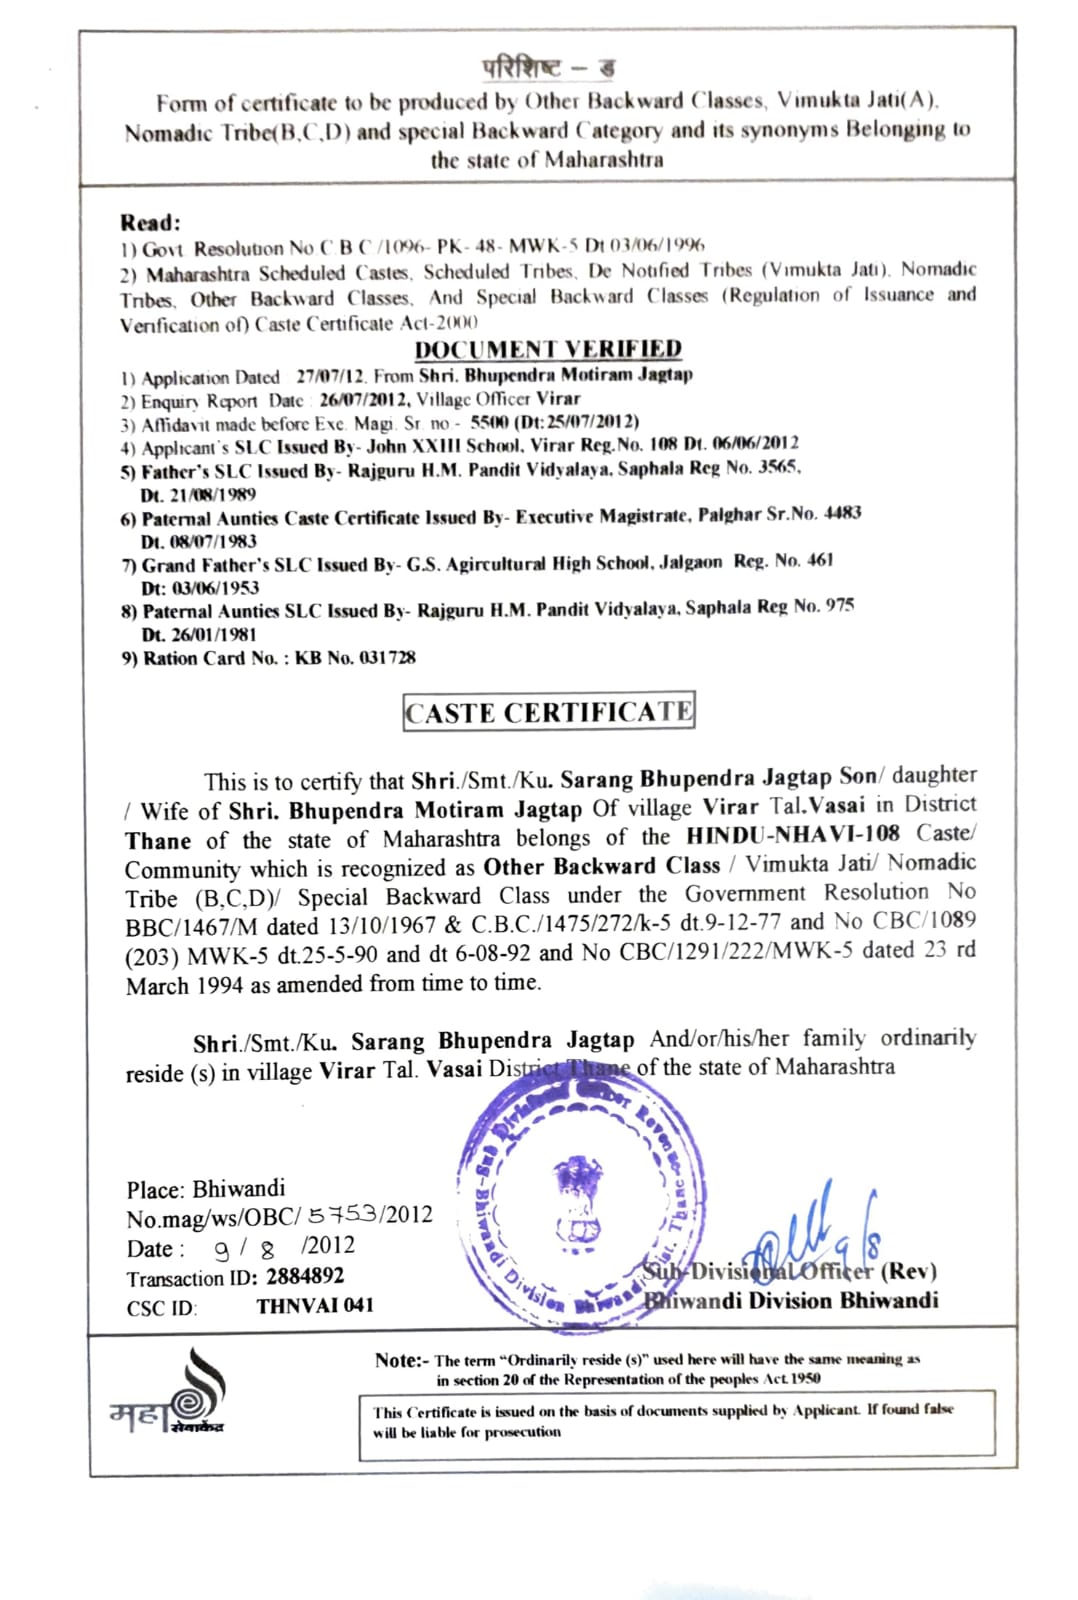 परिशिष्ट – ड
Form of certificate to be produced by Other Backward Classes, Vimukta Jati(A),
Nomadic Tribe(B,C,D) and special Backward Category and its synonyms Belonging to
the state of Maharashtra
Read:
1) Govt Resolution No C B C /1096- PK- 48- MWK-5 Dt 03/06/1996
2) Maharashtra Scheduled Castes, Scheduled Tribes, De Notified Tribes (Vimukta Jati), Nomadic
Tribes, Other Backward Classes, And Special Backward Classes (Regulation of Issuance and
Verification of) Caste Certificate Act-2000
DOCUMENT VERIFIED
1) Application Dated : 27/07/12, From Shri. Bhupendra Motiram Jagtap
2) Enquiry Report Date : 26/07/2012, Village Officer Virar
3) Affidavit made before Exe. Magi. Sr. no - 5500 (Dt:25/07/2012)
4) Applicant's SLC Issued By- John XXIII School, Virar Reg.No. 108 Dt. 06/06/2012
5) Father's SLC Issued By- Rajguru H.M. Pandit Vidyalaya, Saphala Reg No. 3565,
Dt. 21/08/1989
6) Paternal Aunties Caste Certificate Issued By- Executive Magistrate, Palghar Sr.No. 4483
Dt. 08/07/1983
7) Grand Father's SLC Issued By- G.S. Agircultural High School, Jalgaon Reg. No. 461
Dt: 03/06/1953
8) Paternal Aunties SLC Issued By- Rajguru H.M. Pandit Vidyalaya, Saphala Reg No. 975
Dt. 26/01/1981
9) Ration Card No. : KB No. 031728
CASTE CERTIFICATE
This is to certify that Shri./Smt./Ku. Sarang Bhupendra Jagtap Son/ daughter
/ Wife of Shri. Bhupendra Motiram Jagtap Of village Virar Tal.Vasai in District
Thane of the state of Maharashtra belongs of the HINDU-NHAVI-108 Caste/
Community which is recognized as Other Backward Class / Vimukta Jati/ Nomadic
Tribe (B,C,D)/ Special Backward Class under the Government Resolution No
BBC/1467/M dated 13/10/1967 & C.B.C./1475/272/k-5 dt.9-12-77 and No CBC/1089
(203) MWK-5 dt.25-5-90 and dt 6-08-92 and No CBC/1291/222/MWK-5 dated 23 rd
March 1994 as amended from time to time.
Shri./Smt./Ku. Sarang Bhupendra Jagtap And/or/his/her family ordinarily
reside (s) in village Virar Tal. Vasai District Thane of the state of Maharashtra
Sub Divisional Officer Revenue
Bhiwandi Division Bhiwandi Dist. Thane
Place: Bhiwandi
No.mag/ws/OBC/ 5753/2012
Date : 9 / 8 /2012
Transaction ID: 2884892
CSC ID: THNVAI 041
9/8
Sub-Divisional Officer (Rev)
Bhiwandi Division Bhiwandi
महा e सेवाकेंद्र
Note:- The term “Ordinarily reside (s)” used here will have the same meaning as
in section 20 of the Representation of the peoples Act.1950
This Certificate is issued on the basis of documents supplied by Applicant. If found false
will be liable for prosecution